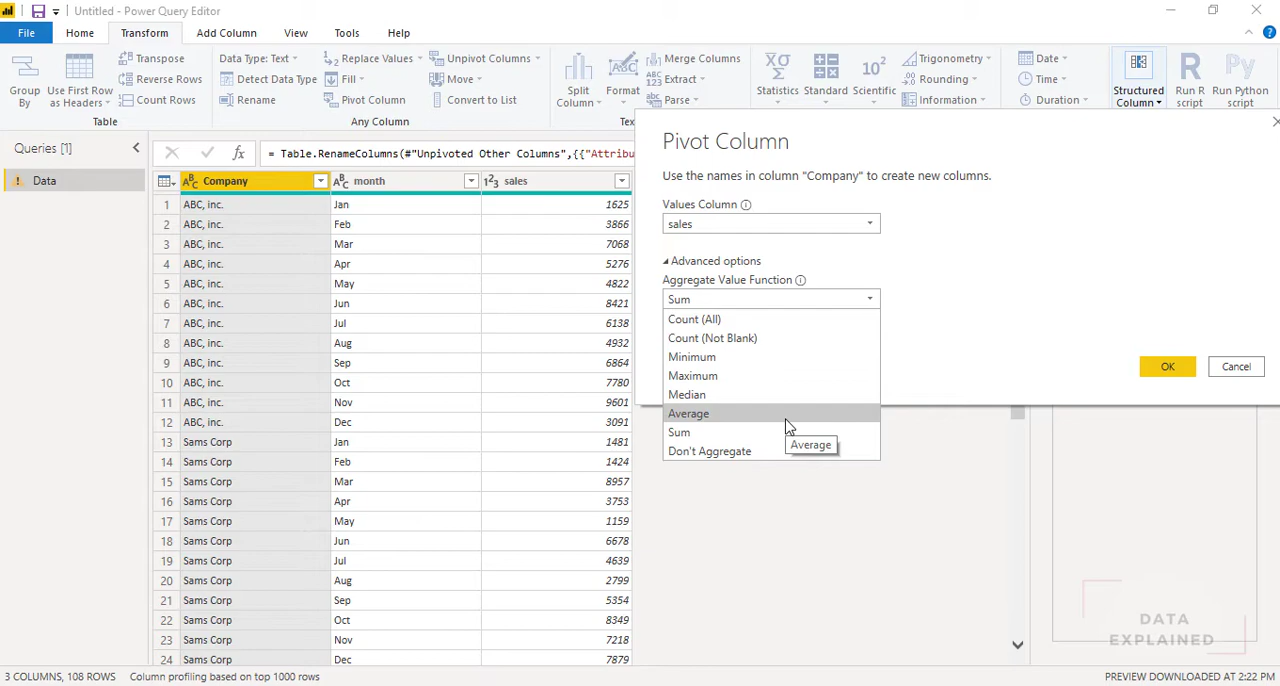 Untitled - Power Query Editor
File Home Transform Add Column View Tools Help
Group By
Use First Row as Headers
Transpose
Reverse Rows
Count Rows
Table
Data Type: Text
Detect Data Type
Rename
Replace Values
Fill
Pivot Column
Unpivot Columns
Move
Convert to List
Any Column
Split Column
Format
ABC
Merge Columns
ABC 123 Extract
abc Parse
Tex
Statistics
Standard
10² Scientific
Trigonometry
Rounding
Information
Date
Time
Duration
Structured Column
R Run R script
Py Run Python script
Queries [1]
Data
fx = Table.RenameColumns(#"Unpivoted Other Columns",{{"Attribu
Company month sales
1 ABC, inc. Jan 1625
2 ABC, inc. Feb 3866
3 ABC, inc. Mar 7068
4 ABC, inc. Apr 5276
5 ABC, inc. May 4822
6 ABC, inc. Jun 8421
7 ABC, inc. Jul 6138
8 ABC, inc. Aug 4932
9 ABC, inc. Sep 6864
10 ABC, inc. Oct 7780
11 ABC, inc. Nov 9601
12 ABC, inc. Dec 3091
13 Sams Corp Jan 1481
14 Sams Corp Feb 1424
15 Sams Corp Mar 8957
16 Sams Corp Apr 3753
17 Sams Corp May 1159
18 Sams Corp Jun 6678
19 Sams Corp Jul 4639
20 Sams Corp Aug 2799
21 Sams Corp Sep 5354
22 Sams Corp Oct 8349
23 Sams Corp Nov 7218
24 Sams Corp Dec 7879
Pivot Column
Use the names in column "Company" to create new columns.
Values Column
sales
Advanced options
Aggregate Value Function
Sum
Count (All)
Count (Not Blank)
Minimum
Maximum
Median
Average
Sum
Don't Aggregate
Average
OK Cancel
DATA
EXPLAINED
3 COLUMNS, 108 ROWS Column profiling based on top 1000 rows PREVIEW DOWNLOADED AT 2:22 PM